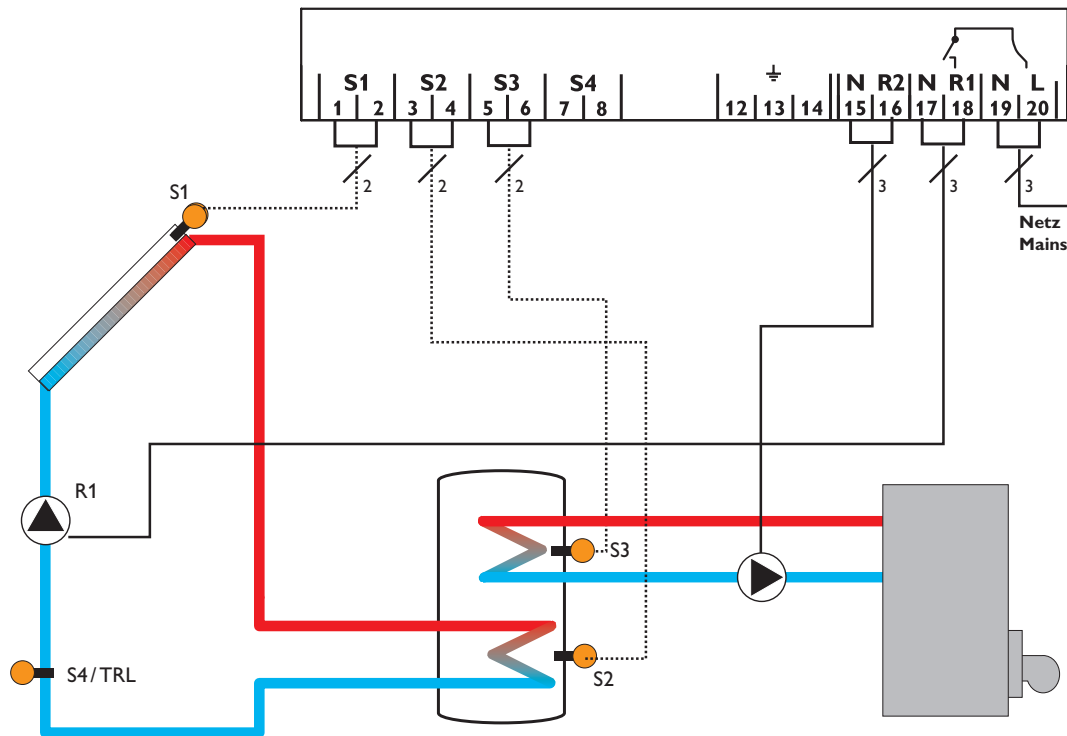 S1 S2 S3 S4 ⏚ N R2 N R1 N L
1 2 3 4 5 6 7 8 12 13 14 15 16 17 18 19 20
2 2 2 3 3 3
S1
Netz
Mains
R1
S3
S4/TRL
S2